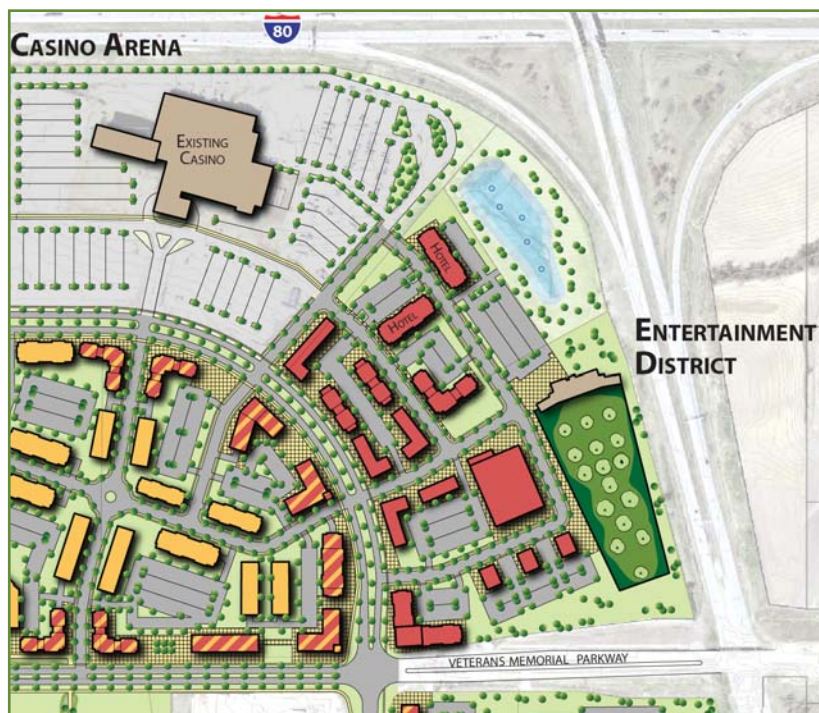 80
CASINO ARENA
EXISTING
CASINO
HOTEL
HOTEL
ENTERTAINMENT
DISTRICT
VETERANS MEMORIAL PARKWAY